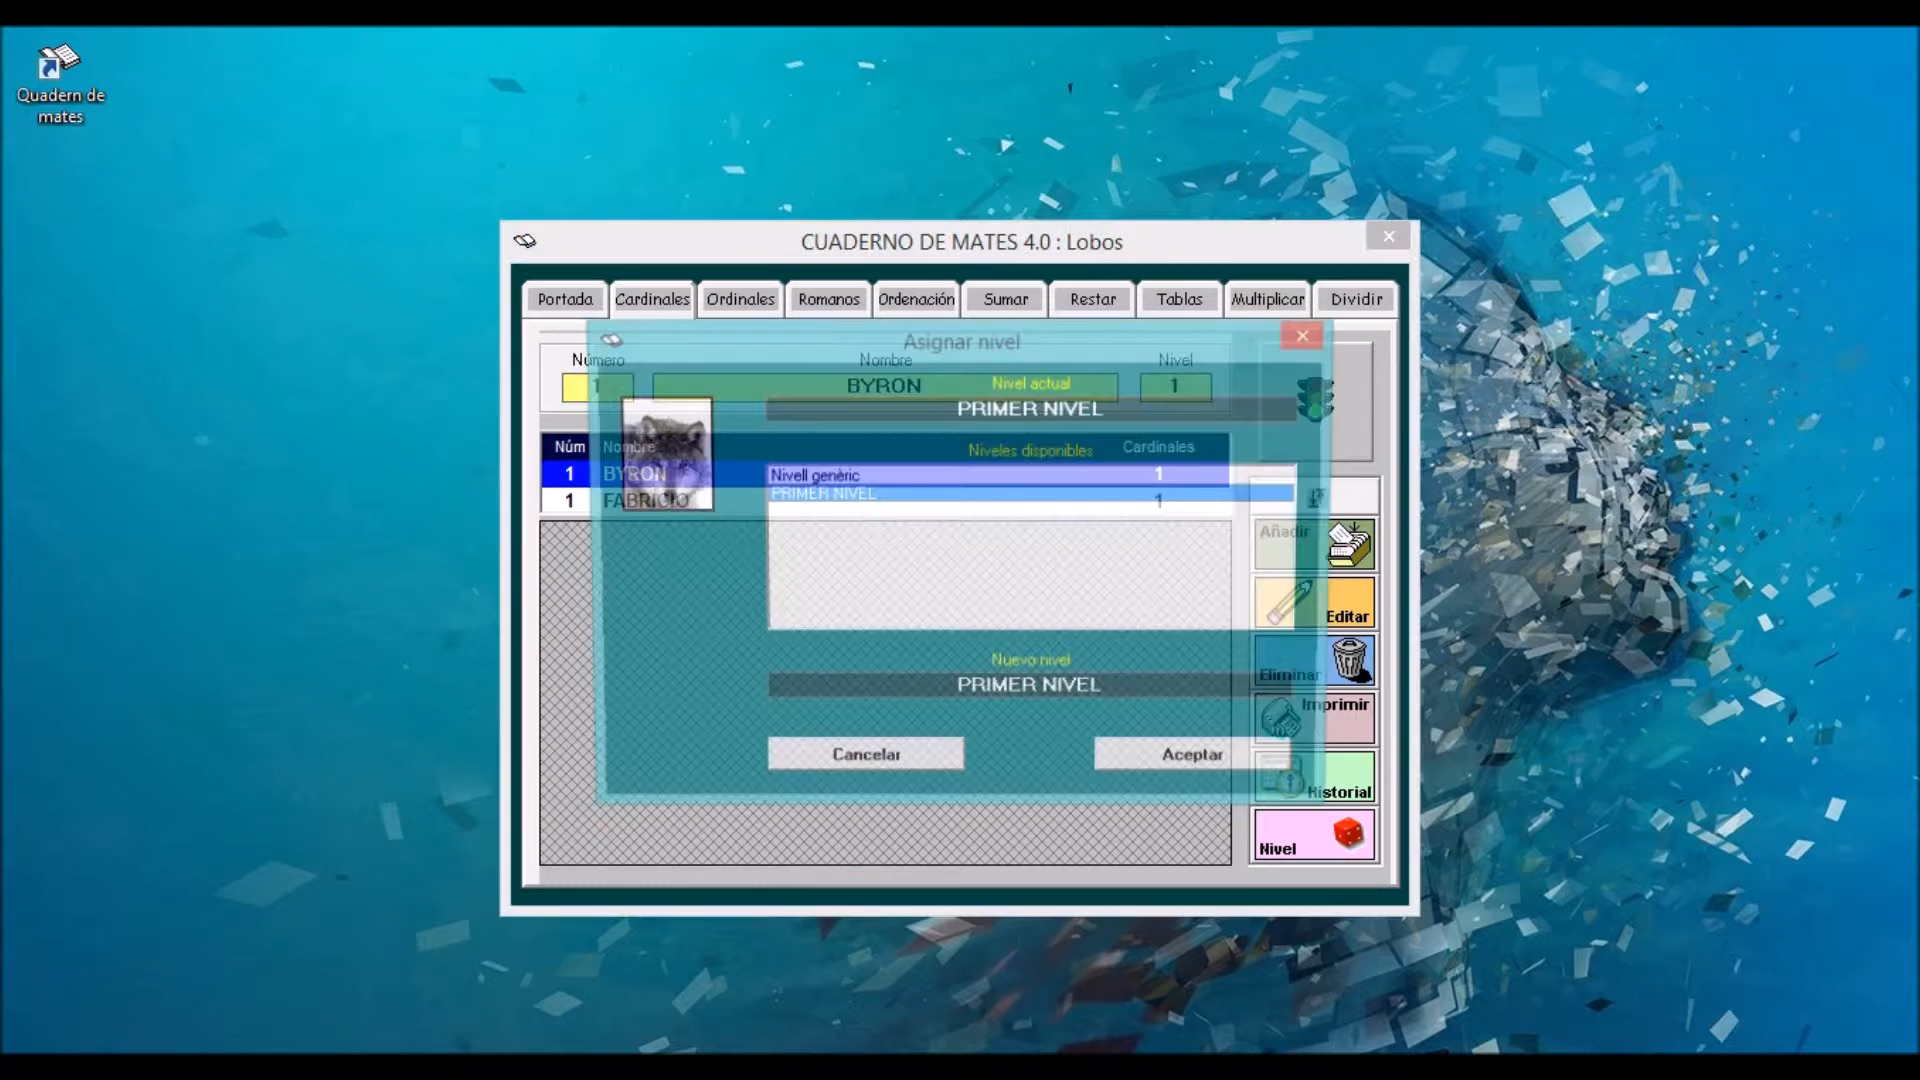 Quadern de
mates
CUADERNO DE MATES 4.0 : Lobos
Portada Cardinales Ordinales Romanos Ordenación Sumar Restar Tablas Multiplicar Dividir
Asignar nivel
Número Nombre Nivel
1 BYRON 1
Nivel actual
PRIMER NIVEL
Núm Nombre Cardinales
Niveles disponibles
1 BYRON 1
Nivell genèric
PRIMER NIVEL
1 FABRICIO 1
Añadir
Editar
Nuevo nivel
Eliminar
PRIMER NIVEL
Imprimir
Cancelar Aceptar
Historial
Nivel